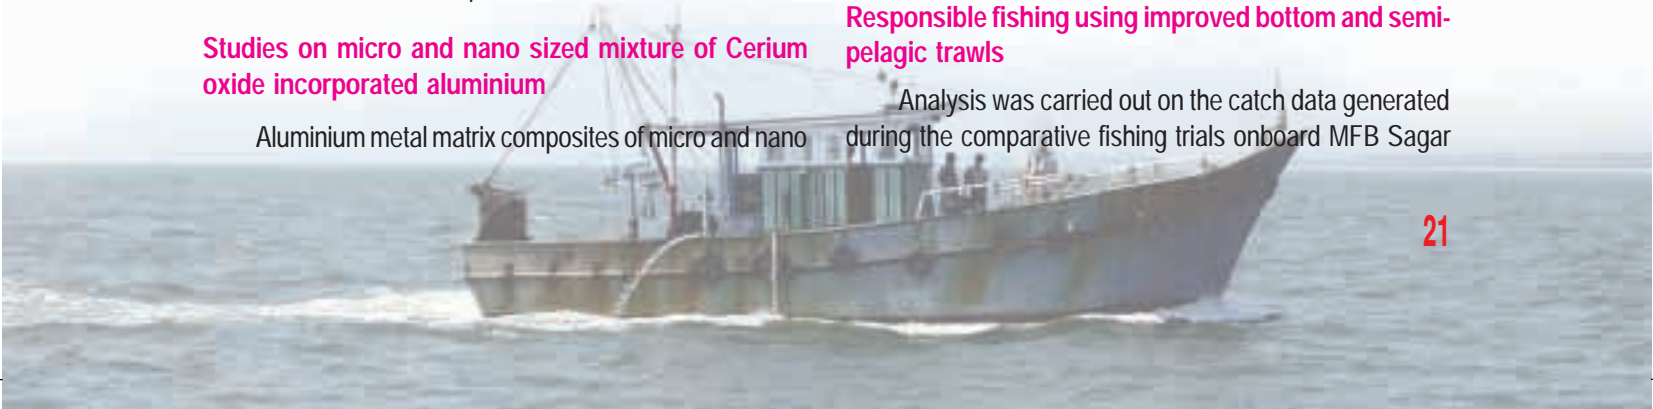 Studies on micro and nano sized mixture of Cerium
oxide incorporated aluminium
Aluminium metal matrix composites of micro and nano
Responsible fishing using improved bottom and semi-
pelagic trawls
Analysis was carried out on the catch data generated
during the comparative fishing trials onboard MFB Sagar
21